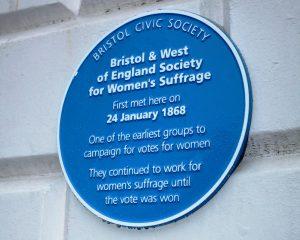 BRISTOL CIVIC SOCIETY
Bristol & West
of England Society
for Women's Suffrage
First met here on
24 January 1868
One of the earliest groups to
campaign for votes for women
They continued to work for
women's suffrage until
the vote was won